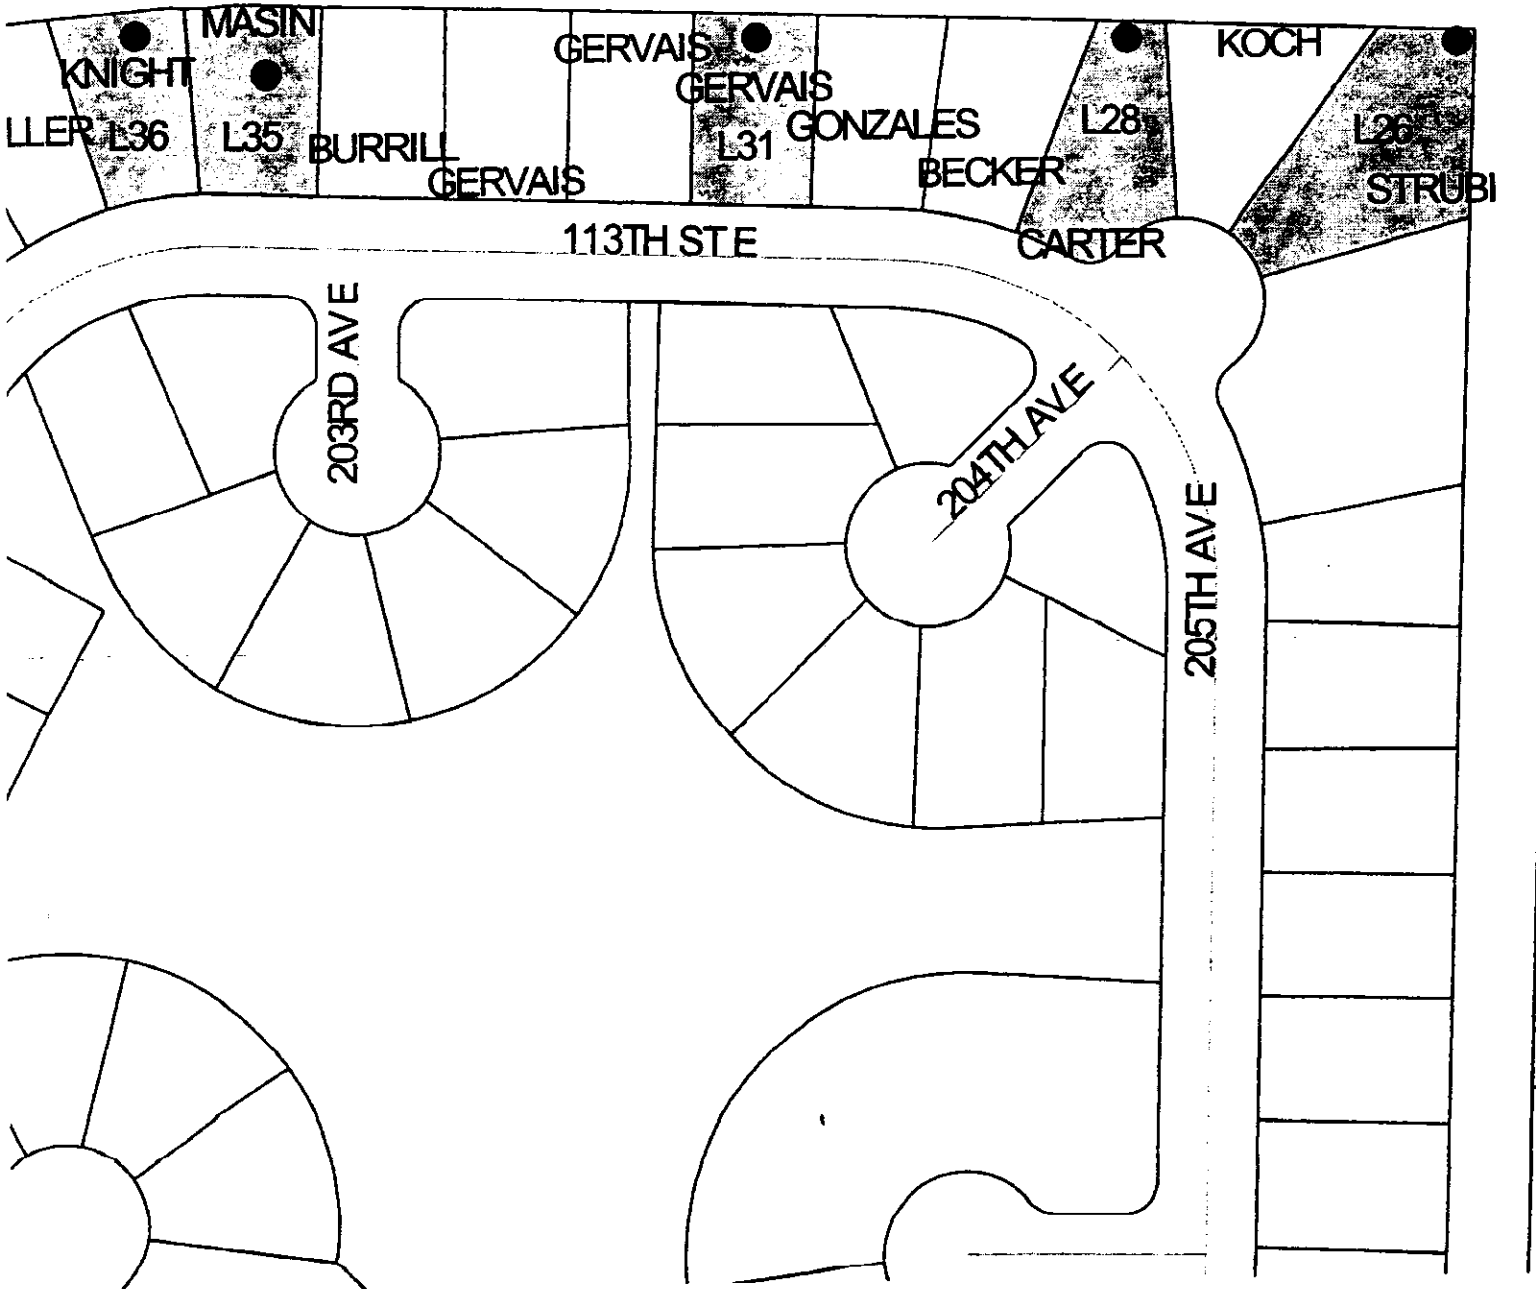 MASIN
KNIGHT
LLER
L36
L35
BURRILL
GERVAIS
GERVAIS
GERVAIS
L31
GONZALES
BECKER
L28
CARTER
KOCH
L26
STRUBI
113TH ST E
203RD AVE
204TH AVE
205TH AVE